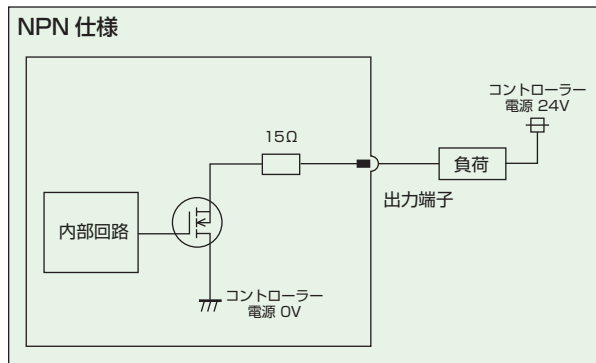 NPN 仕様
コントローラー
電源 24V
15Ω
負荷
出力端子
内部回路
コントローラー
電源 0V